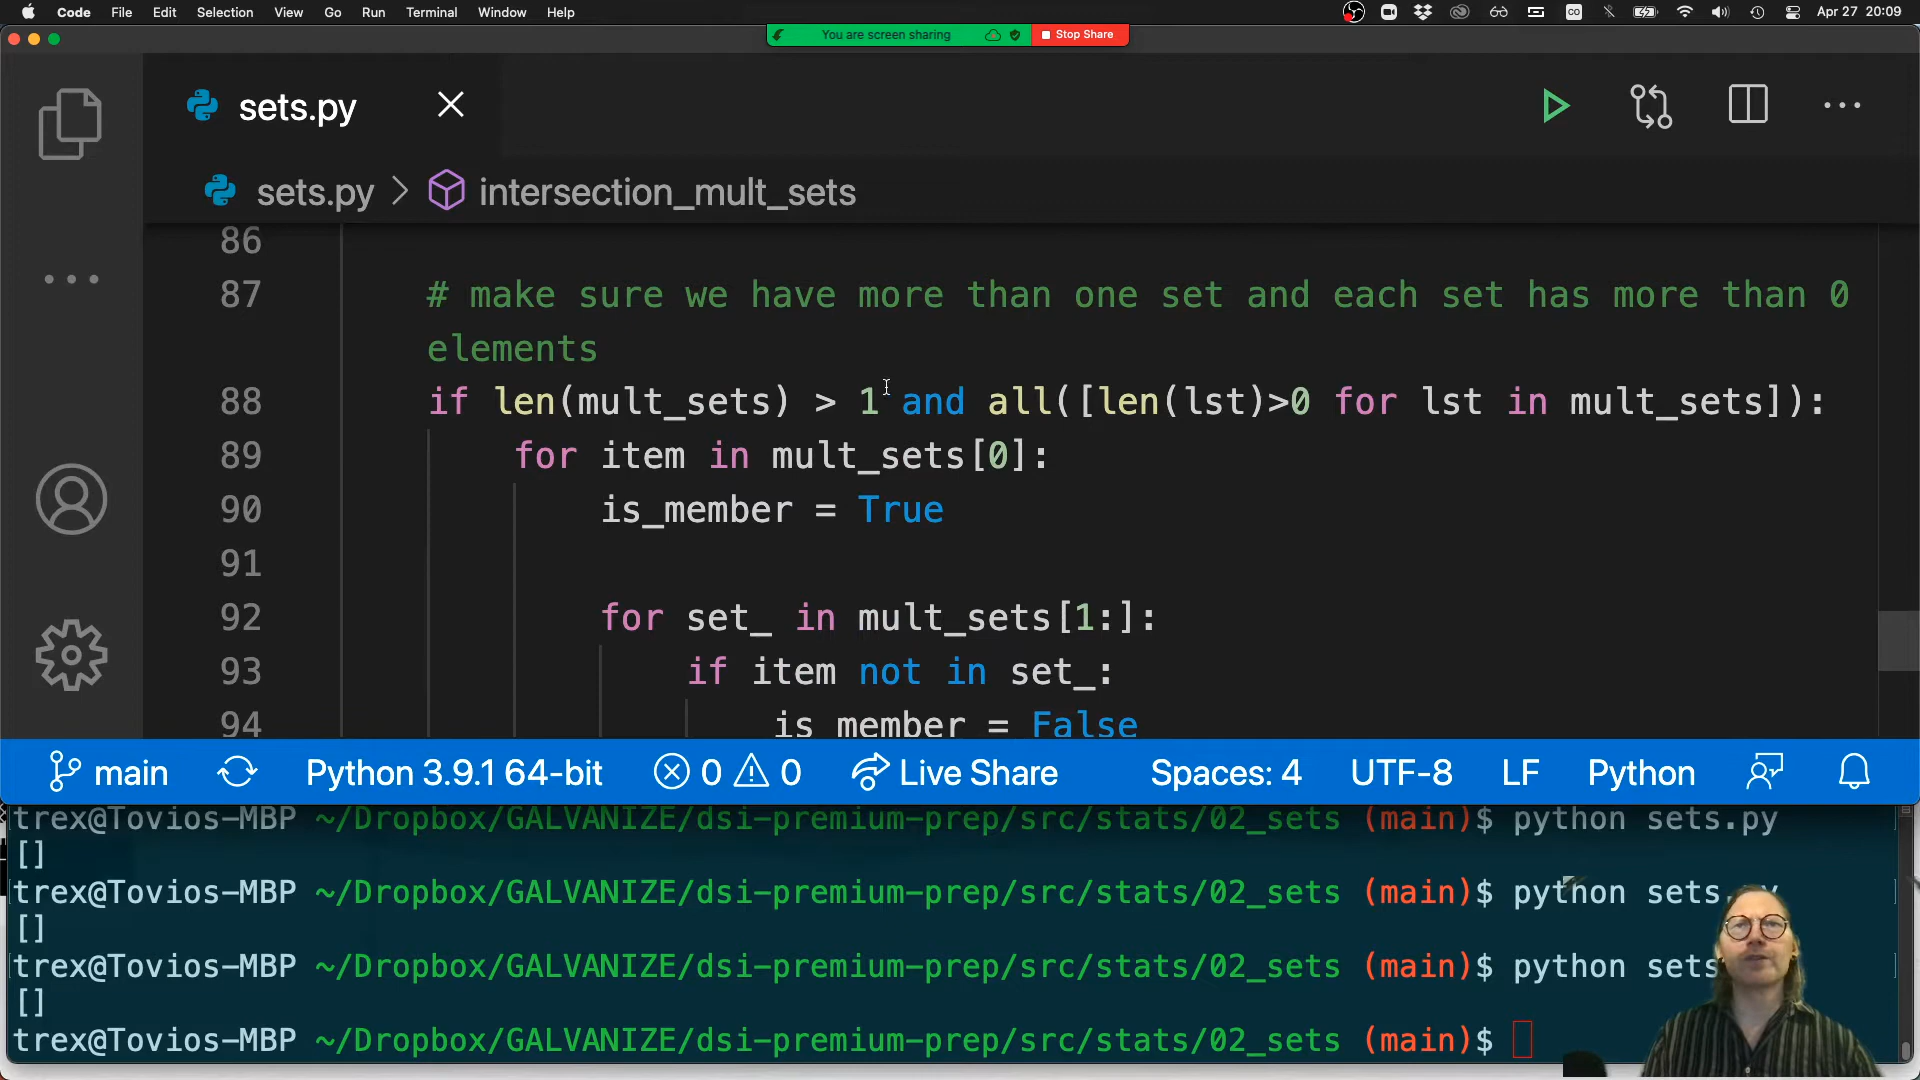 Code File Edit Selection View Go Run Terminal Window Help Apr 27 20:09
You are screen sharing Stop Share
sets.py
sets.py > intersection_mult_sets
86
87 # make sure we have more than one set and each set has more than 0
elements
88 if len(mult_sets) > 1 and all([len(lst)>0 for lst in mult_sets]):
89 for item in mult_sets[0]:
90 is_member = True
91
92 for set_ in mult_sets[1:]:
93 if item not in set_:
94 is_member = False
main Python 3.9.1 64-bit 0 0 Live Share Spaces: 4 UTF-8 LF Python
trex@Tovios-MBP ~/Dropbox/GALVANIZE/dsi-premium-prep/src/stats/02_sets (main)$ python sets.py
[]
trex@Tovios-MBP ~/Dropbox/GALVANIZE/dsi-premium-prep/src/stats/02_sets (main)$ python sets.py
[]
trex@Tovios-MBP ~/Dropbox/GALVANIZE/dsi-premium-prep/src/stats/02_sets (main)$ python sets
[]
trex@Tovios-MBP ~/Dropbox/GALVANIZE/dsi-premium-prep/src/stats/02_sets (main)$